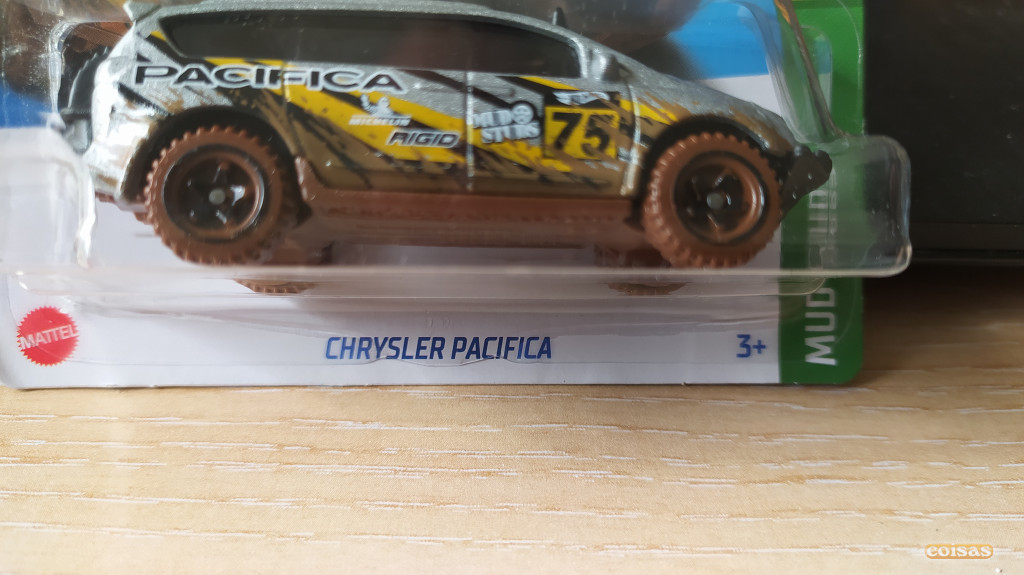 PACIFICA
MICHELIN
RIGID
MUD
STUDS
75
MATTEL
CHRYSLER PACIFICA
3+
MUD
coisas